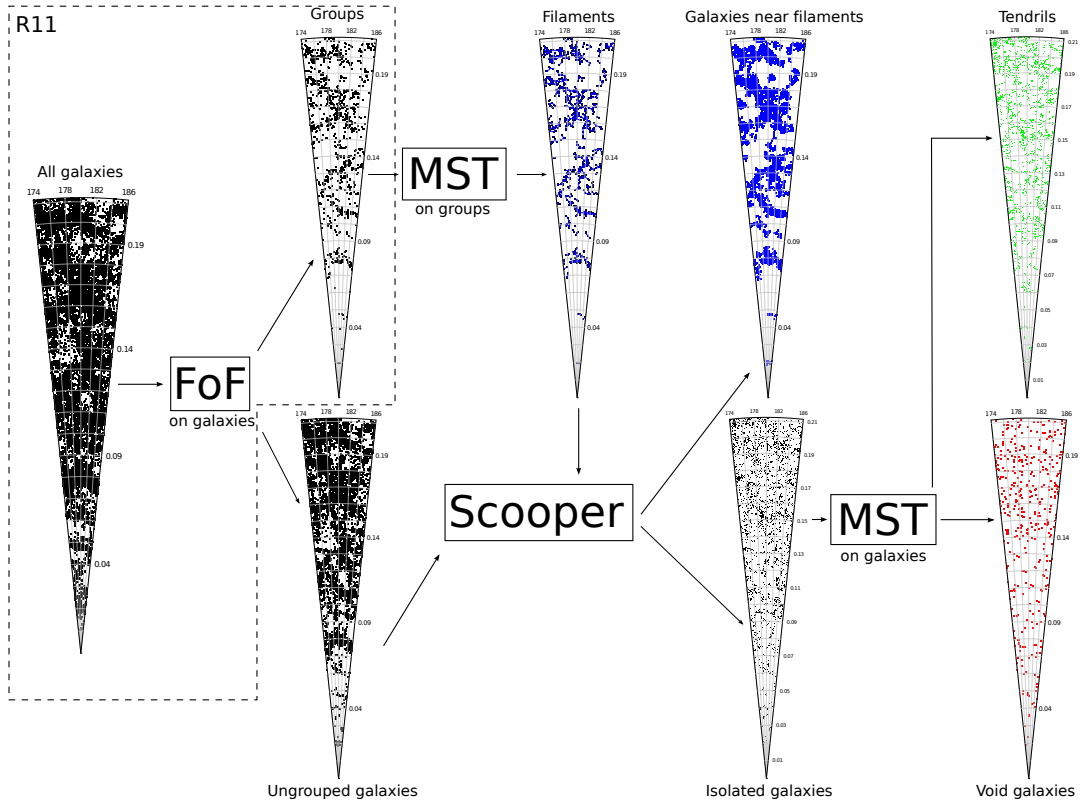 R11
All galaxies
174 178 182 186
0.19
0.14
0.09
0.04
FoF
on galaxies
Groups
174 178 182 186
0.19
0.14
0.09
0.04
Ungrouped galaxies
174 178 182 186
0.19
0.14
0.09
0.04
MST
on groups
Filaments
174 178 182 186
0.19
0.14
0.09
0.04
Scooper
Galaxies near filaments
174 178 182 186
0.19
0.14
0.09
0.04
174 178 182 186
0.21
0.19
0.17
0.15
0.13
0.11
0.09
0.07
0.05
0.03
0.01
Isolated galaxies
MST
on galaxies
Tendrils
174 178 182 186
0.21
0.19
0.17
0.15
0.13
0.11
0.09
0.07
0.05
0.03
0.01
174 178 182 186
0.19
0.14
0.09
0.04
Void galaxies